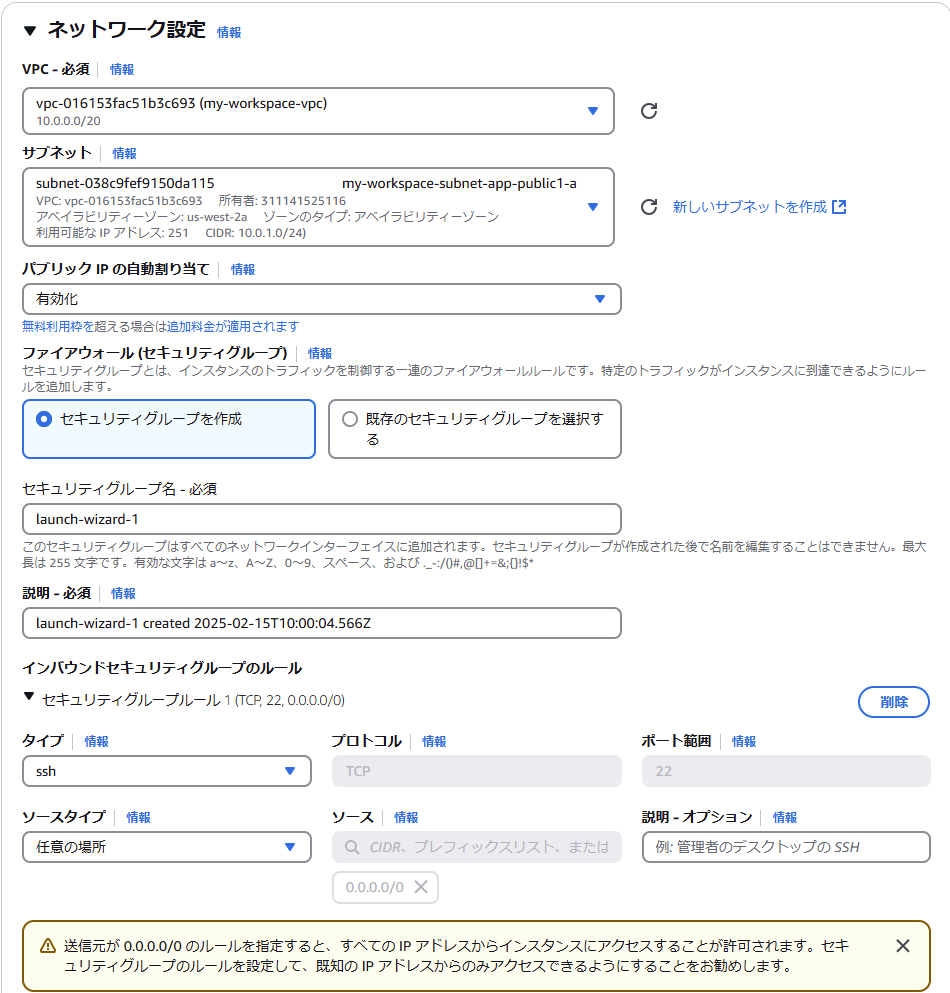 ネットワーク設定 情報
VPC - 必須 情報
vpc-016153fac51b3c693 (my-workspace-vpc)
10.0.0.0/20
サブネット 情報
subnet-038c9fef9150da115 my-workspace-subnet-app-public1-a
VPC: vpc-016153fac51b3c693 所有者: 311141525116
アベイラビリティーゾーン: us-west-2a ゾーンのタイプ: アベイラビリティーゾーン
利用可能な IP アドレス: 251 CIDR: 10.0.1.0/24)
新しいサブネットを作成
パブリック IP の自動割り当て 情報
有効化
無料利用枠を超える場合は追加料金が適用されます
ファイアウォール (セキュリティグループ) 情報
セキュリティグループとは、インスタンスのトラフィックを制御する一連のファイアウォールルールです。特定のトラフィックがインスタンスに到達できるようにルー
ルを追加します。
セキュリティグループを作成
既存のセキュリティグループを選択す
る
セキュリティグループ名 - 必須
launch-wizard-1
このセキュリティグループはすべてのネットワークインターフェイスに追加されます。セキュリティグループが作成された後で名前を編集することはできません。最大
長は 255 文字です。有効な文字は a～z、A～Z、0～9、スペース、および ._-:/()#,@[]+=&;{}!$*
説明 - 必須 情報
launch-wizard-1 created 2025-02-15T10:00:04.566Z
インバウンドセキュリティグループのルール
セキュリティグループルール 1 (TCP, 22, 0.0.0.0/0)
削除
タイプ 情報 プロトコル 情報 ポート範囲 情報
ssh TCP 22
ソースタイプ 情報 ソース 情報 説明 - オプション 情報
任意の場所 CIDR、プレフィックスリスト、または 例: 管理者のデスクトップの SSH
0.0.0.0/0
送信元が 0.0.0.0/0 のルールを指定すると、すべての IP アドレスからインスタンスにアクセスすることが許可されます。セキ
ュリティグループのルールを設定して、既知の IP アドレスからのみアクセスできるようにすることをお勧めします。